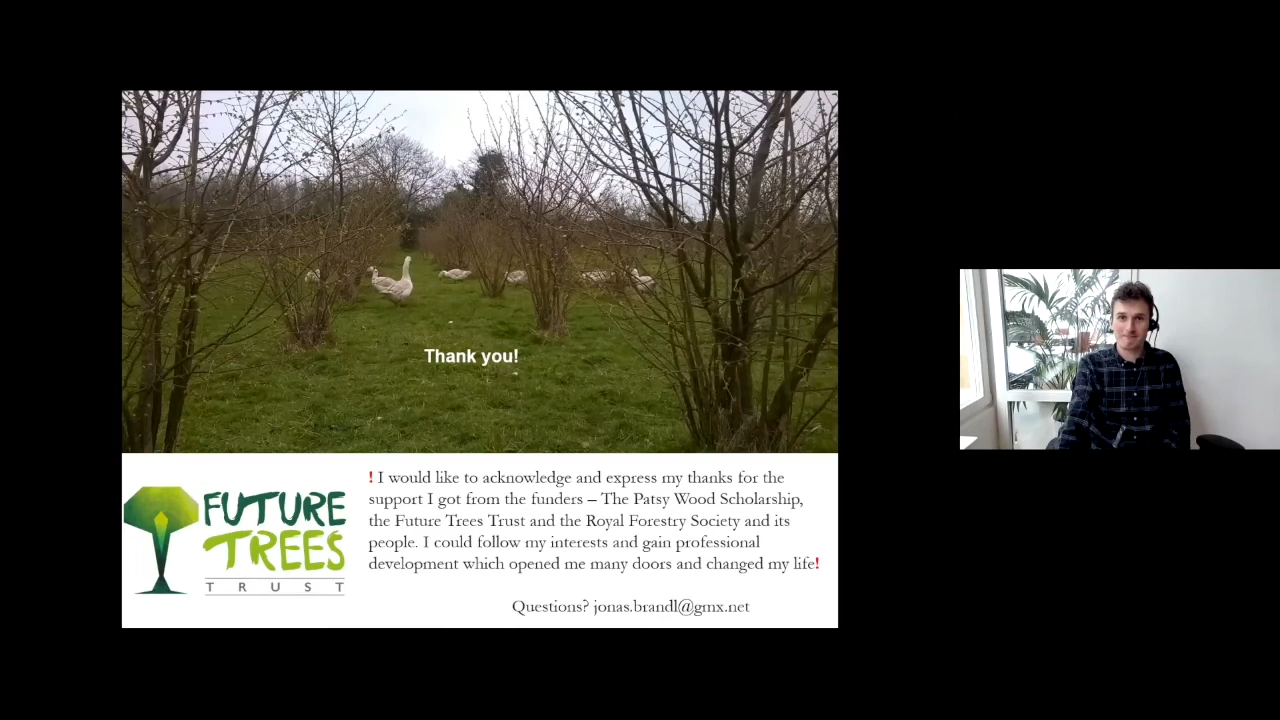 Thank you!
! I would like to acknowledge and express my thanks for the
support I got from the funders – The Patsy Wood Scholarship,
the Future Trees Trust and the Royal Forestry Society and its
people. I could follow my interests and gain professional
development which opened me many doors and changed my life!
FUTURE
TREES
TRUST
Questions? jonas.brandl@gmx.net